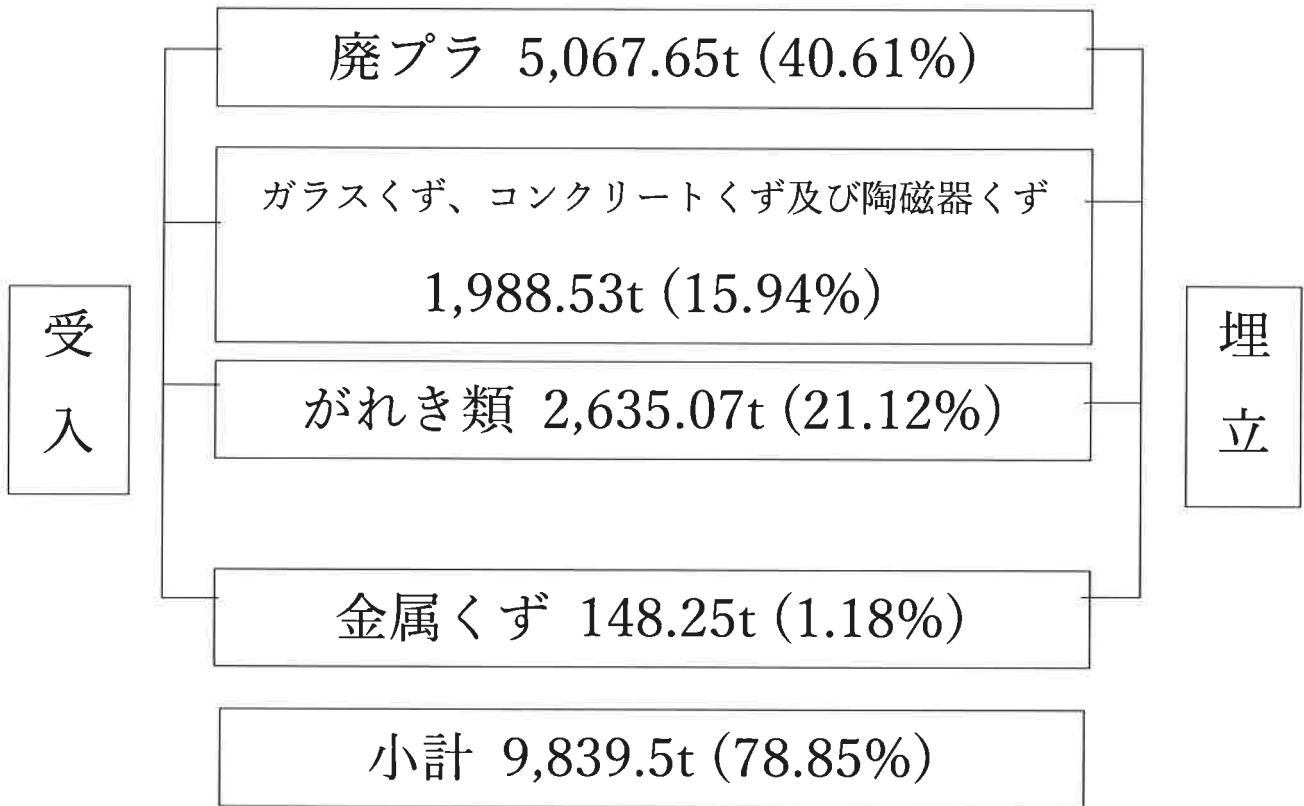 廃プラ 5,067.65t (40.61%)
ガラスくず、コンクリートくず及び陶磁器くず
1,988.53t (15.94%)
受入
がれき類 2,635.07t (21.12%)
埋立
金属くず 148.25t (1.18%)
小計 9,839.5t (78.85%)